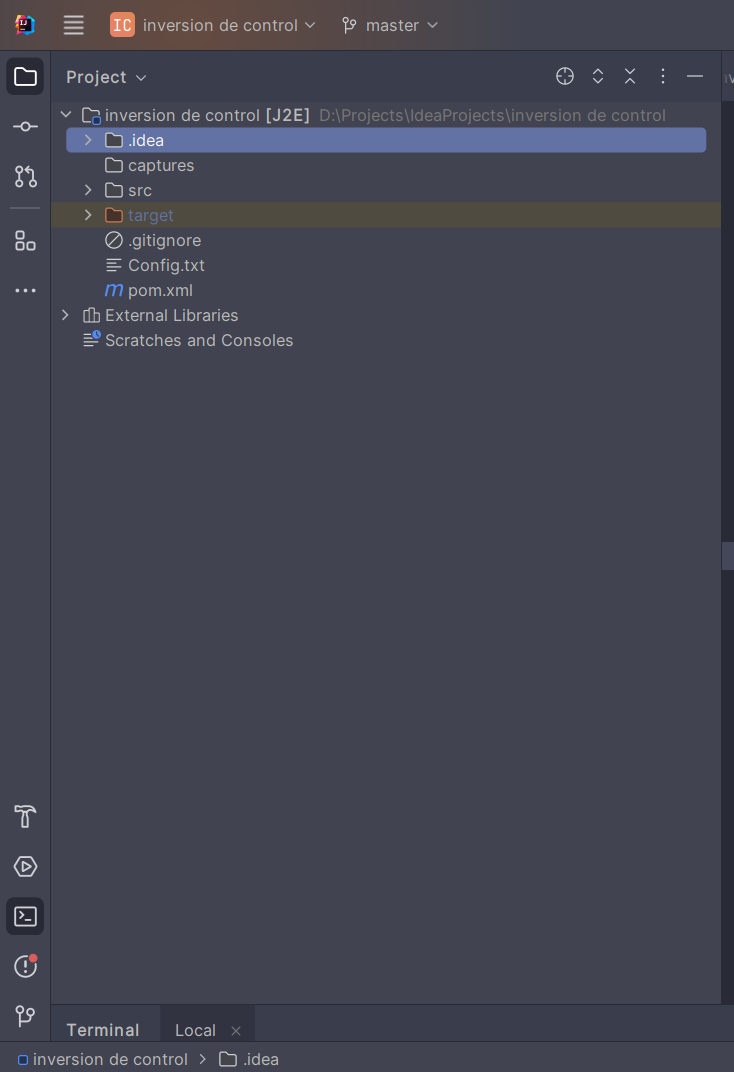 IC inversion de control master
Project
inversion de control [J2E] D:\Projects\IdeaProjects\inversion de control
.idea
captures
src
target
.gitignore
Config.txt
m pom.xml
External Libraries
Scratches and Consoles
Terminal Local
inversion de control .idea